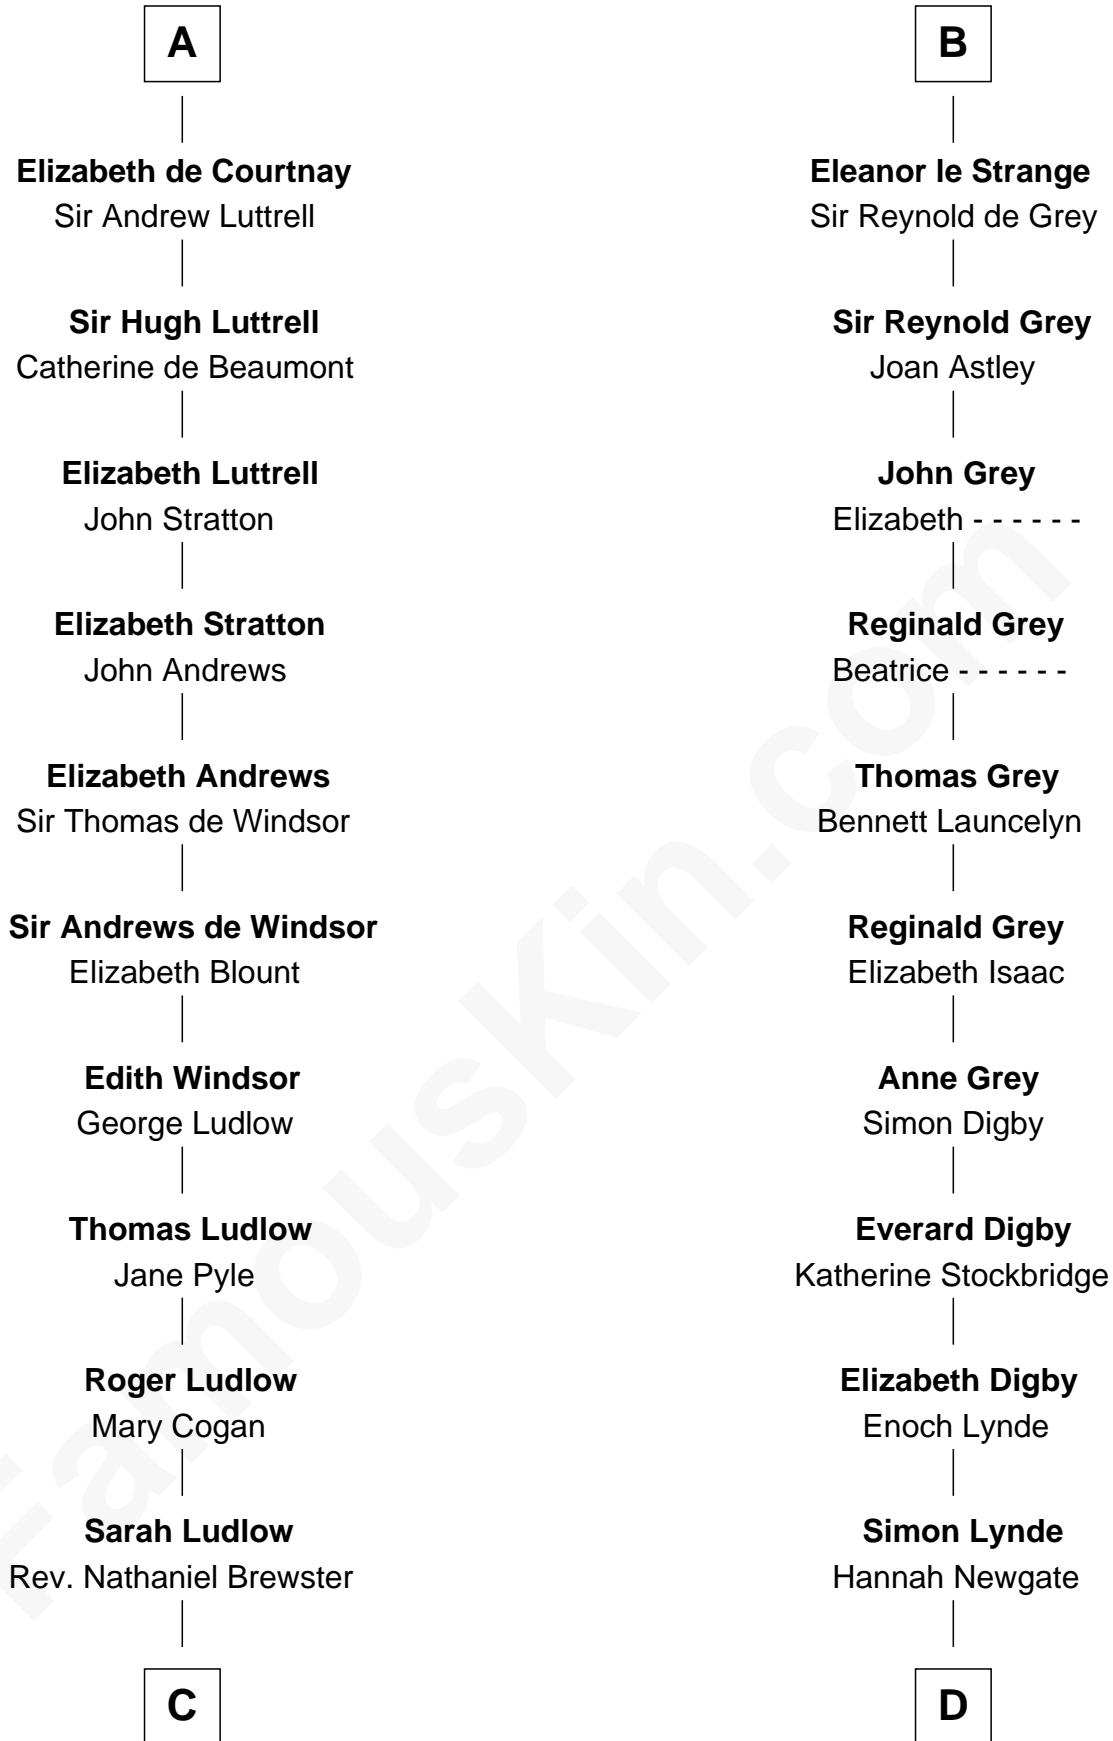 A
Elizabeth de Courtnay
Sir Andrew Luttrell
Sir Hugh Luttrell
Catherine de Beaumont
Elizabeth Luttrell
John Stratton
Elizabeth Stratton
John Andrews
Elizabeth Andrews
Sir Thomas de Windsor
Sir Andrews de Windsor
Elizabeth Blount
Edith Windsor
George Ludlow
Thomas Ludlow
Jane Pyle
Roger Ludlow
Mary Cogan
Sarah Ludlow
Rev. Nathaniel Brewster
C
B
Eleanor le Strange
Sir Reynold de Grey
Sir Reynold Grey
Joan Astley
John Grey
Elizabeth - - - - - -
Reginald Grey
Beatrice - - - - - -
Thomas Grey
Bennett Launcelyn
Reginald Grey
Elizabeth Isaac
Anne Grey
Simon Digby
Everard Digby
Katherine Stockbridge
Elizabeth Digby
Enoch Lynde
Simon Lynde
Hannah Newgate
D
FamousKin.com